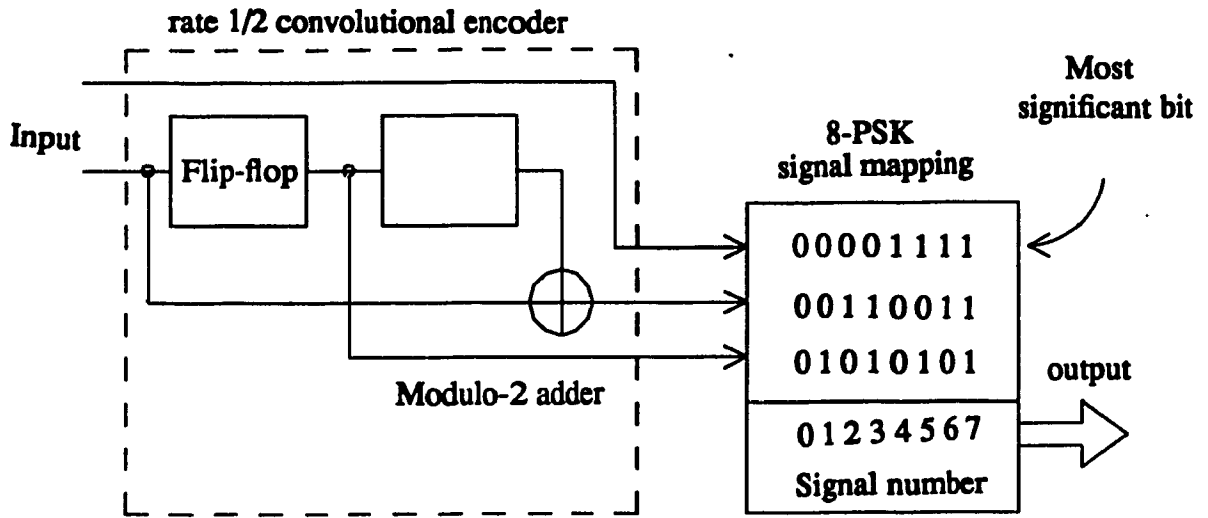 rate 1/2 convolutional encoder
Most
significant bit
Input
8-PSK
signal mapping
Flip-flop
00001111
00110011
01010101
output
Modulo-2 adder
01234567
Signal number